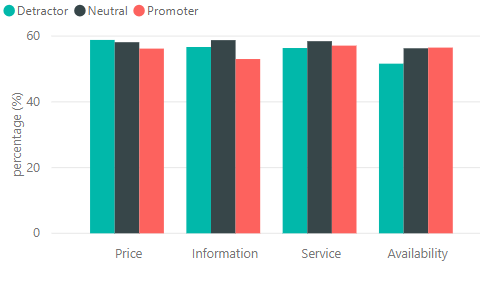 Detractor Neutral Promoter
percentage (%)
60
40
20
0
Price Information Service Availability